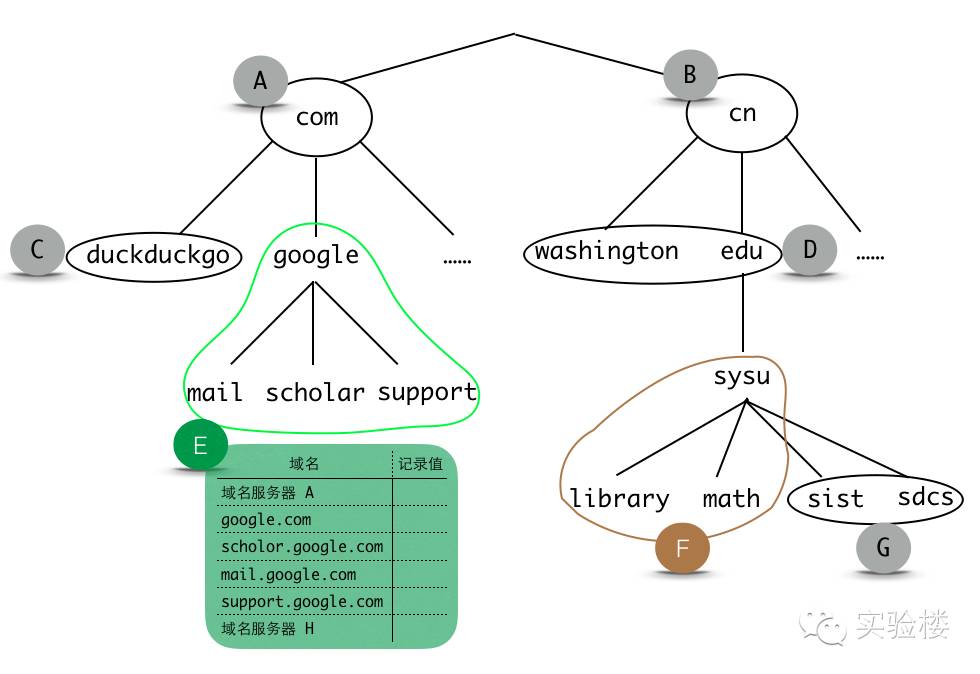 A
B
com
cn
C
duckduckgo
google
……
washington
edu
D
……
sysu
mail
scholar
support
library
math
sist
sdcs
E
F
G
域名
记录值
域名服务器 A
google.com
scholor.google.com
mail.google.com
support.google.com
域名服务器 H
实验楼